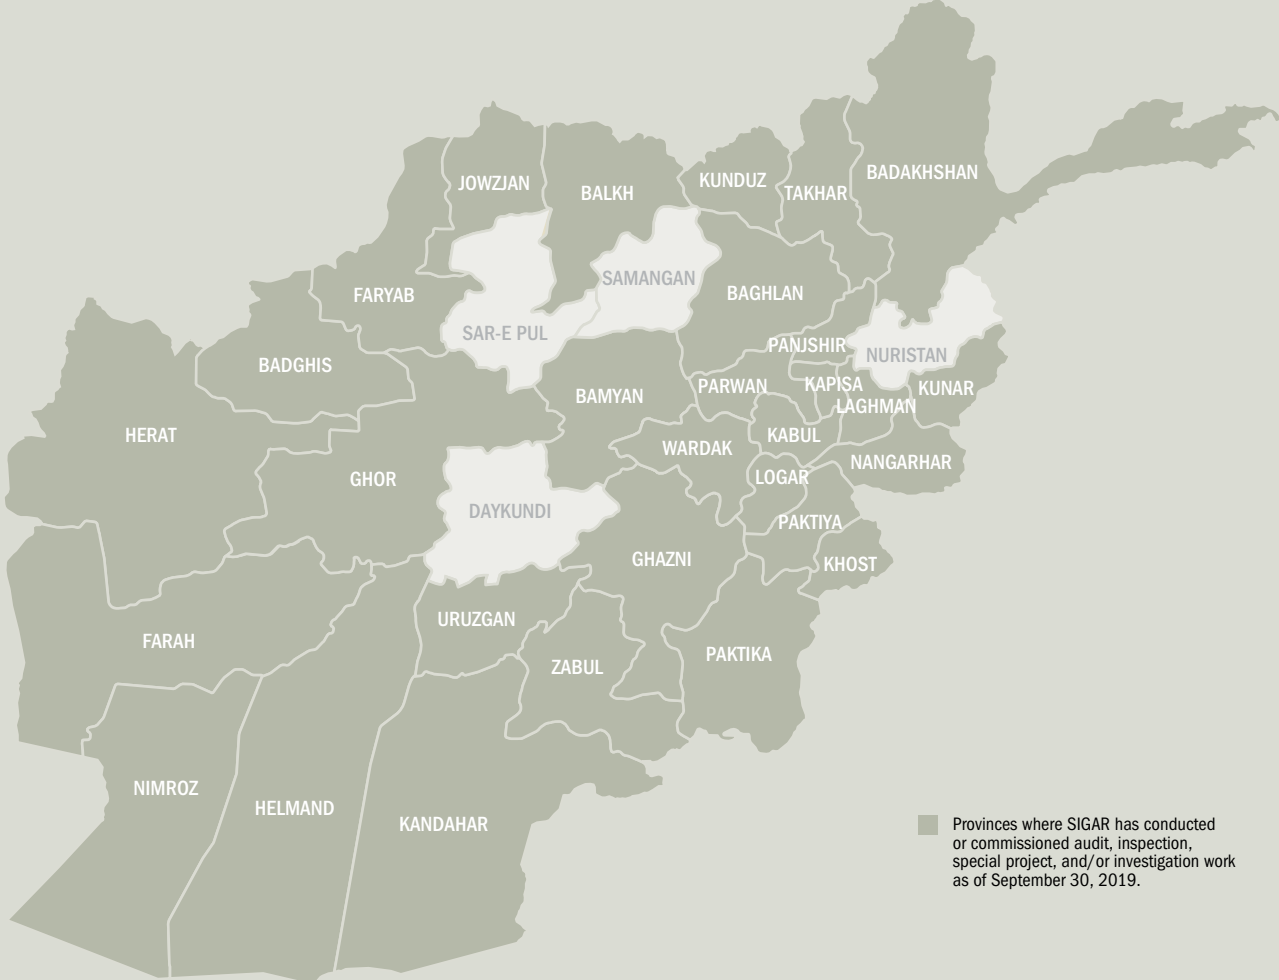 BADAKHSHAN
JOWZJAN
BALKH
KUNDUZ
TAKHAR
SAMANGAN
BAGHLAN
FARYAB
SAR-E PUL
PANJSHIR
NURISTAN
BADGHIS
BAMYAN
PARWAN
KAPISA
KUNAR
LAGHMAN
HERAT
WARDAK
KABUL
NANGARHAR
GHOR
LOGAR
DAYKUNDI
PAKTIYA
GHAZNI
KHOST
URUZGAN
FARAH
ZABUL
PAKTIKA
NIMROZ
HELMAND
KANDAHAR
Provinces where SIGAR has conducted
or commissioned audit, inspection,
special project, and/or investigation work
as of September 30, 2019.